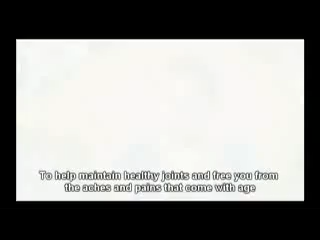 To help maintain healthy joints and free you from
the aches and pains that come with age